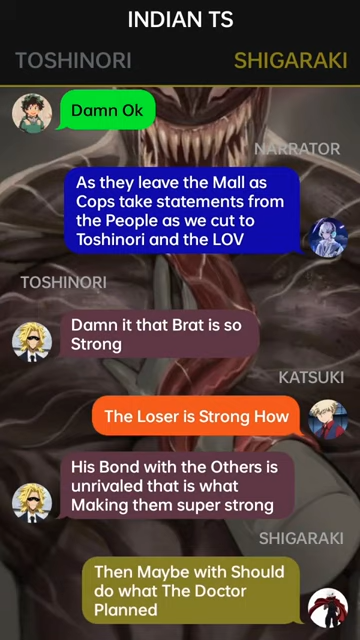 INDIAN TS
TOSHINORI SHIGARAKI
Damn Ok
NARRATOR
As they leave the Mall as
Cops take statements from
the People as we cut to
Toshinori and the LOV
TOSHINORI
Damn it that Brat is so
Strong
KATSUKI
The Loser is Strong How
His Bond with the Others is
unrivaled that is what
Making them super strong
SHIGARAKI
Then Maybe with Should
do what The Doctor
Planned